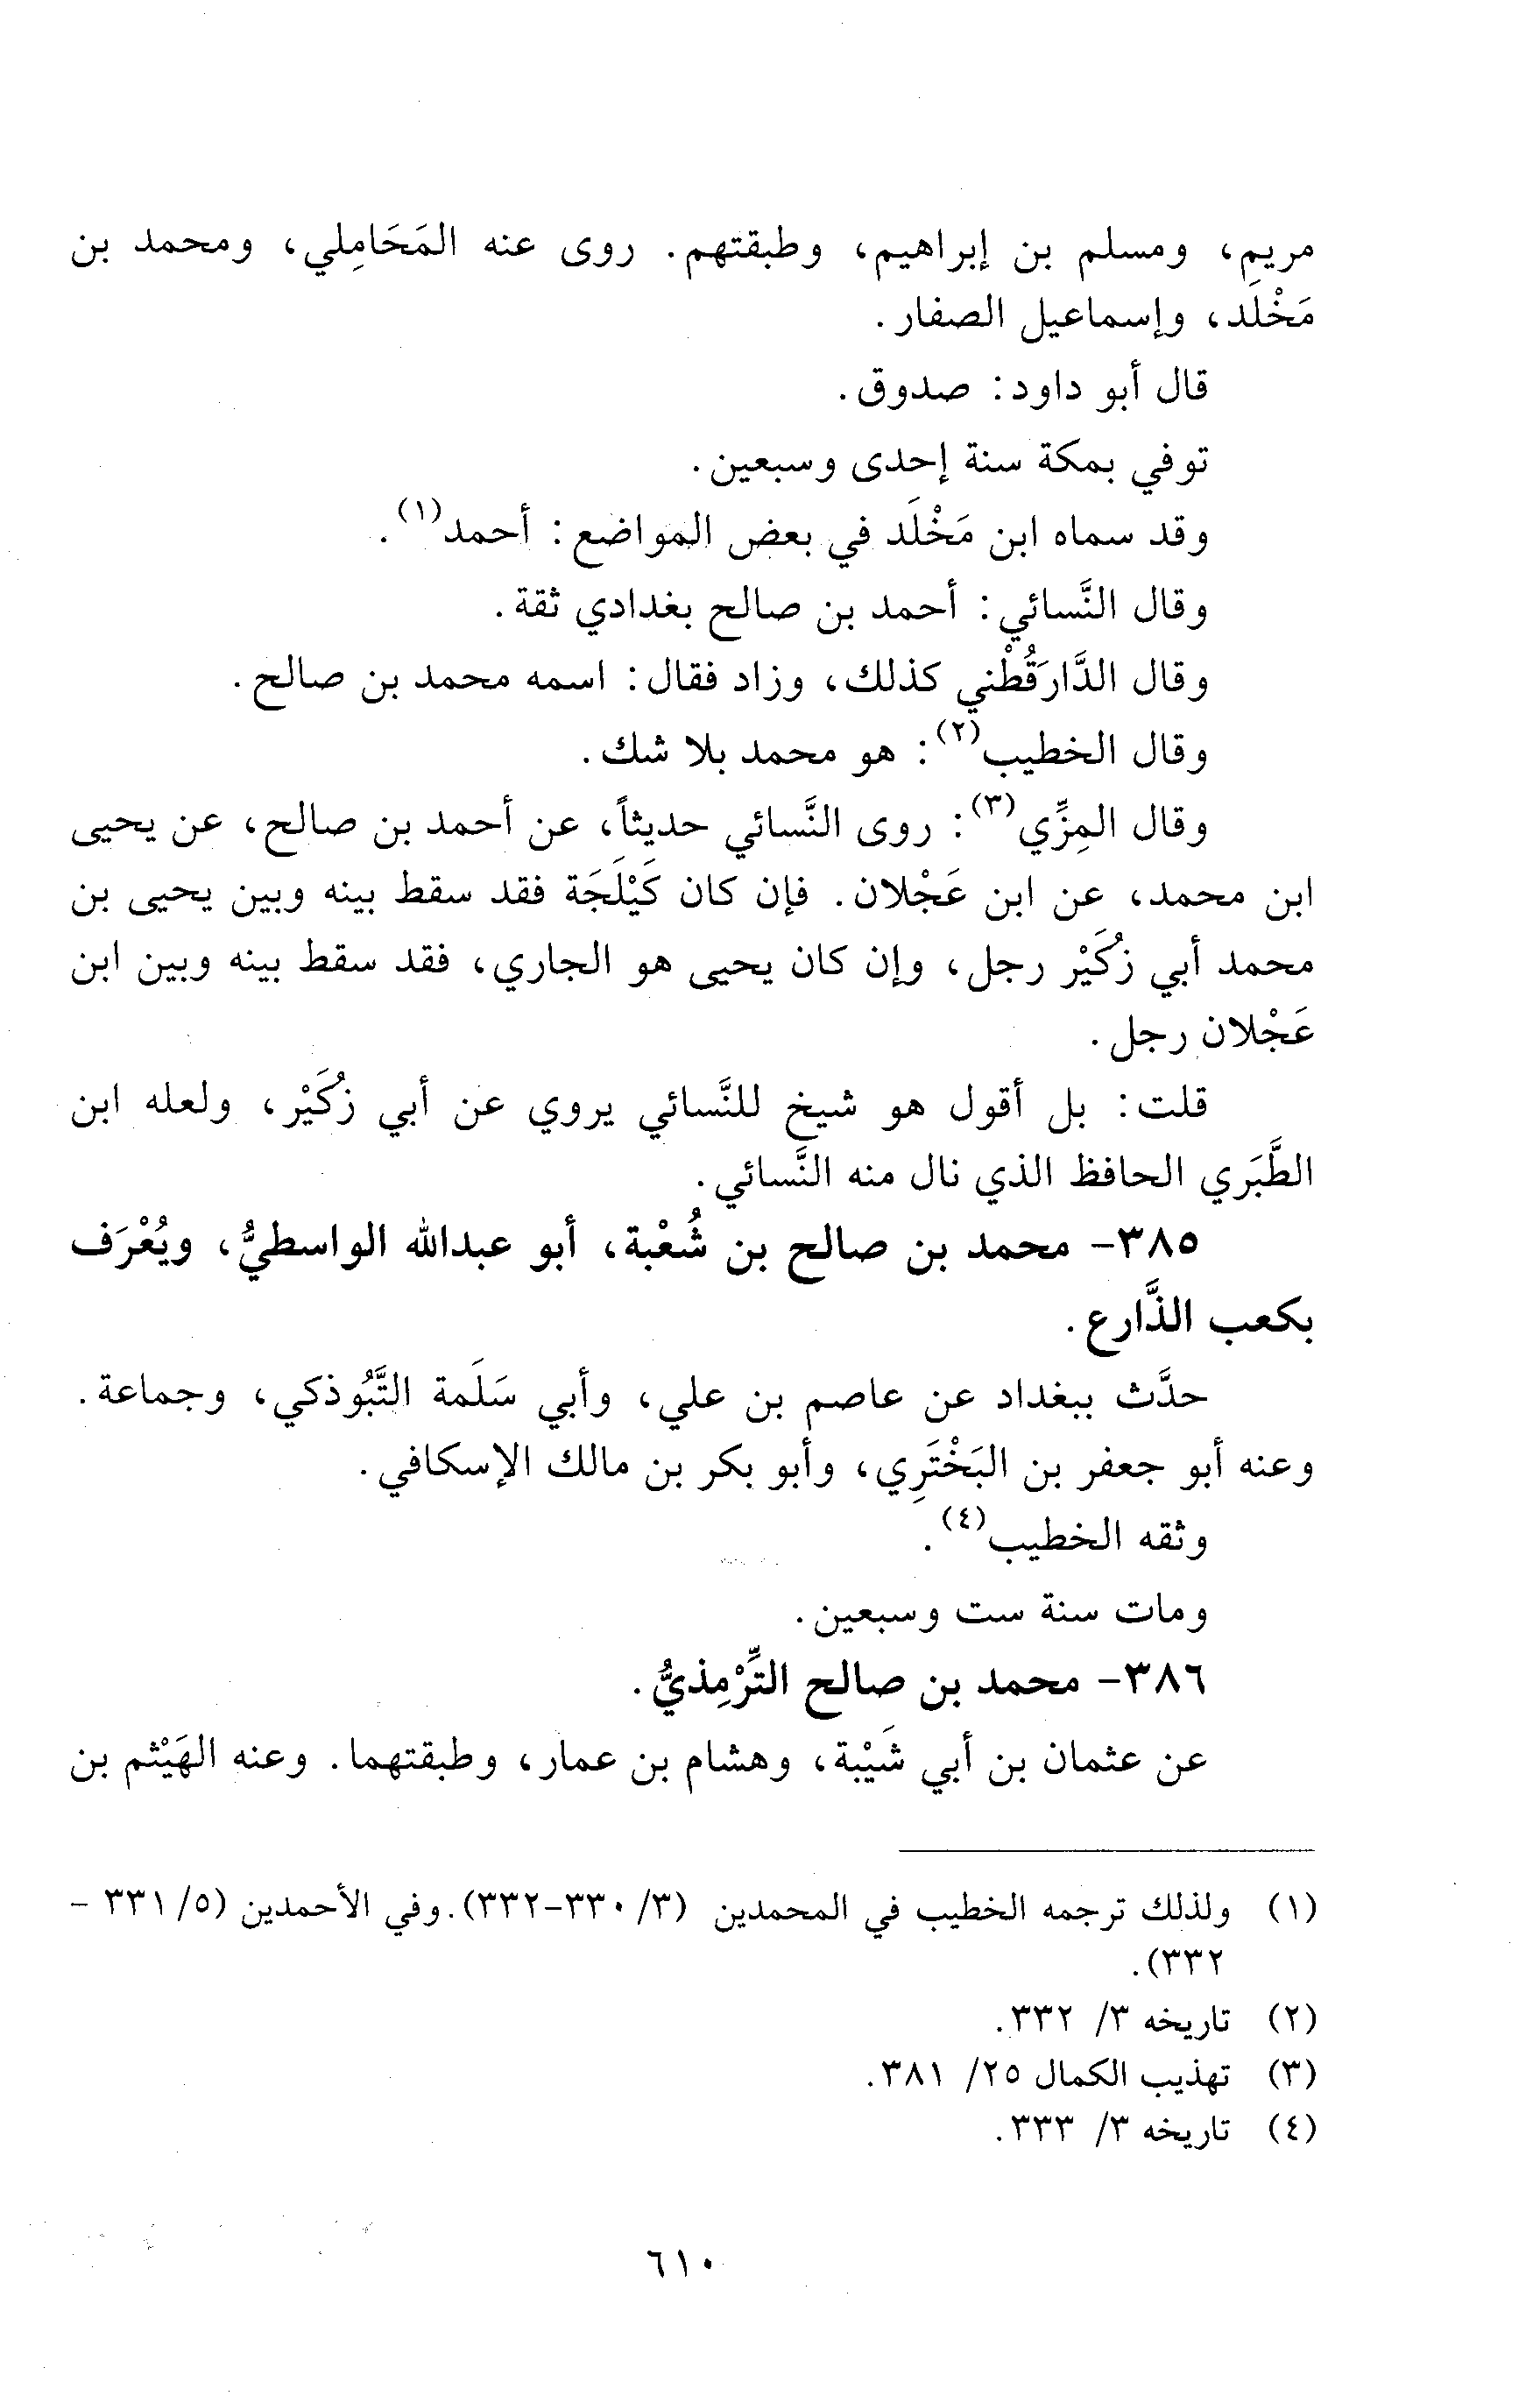 مريم، ومسلم بن إبراهيم، وطبقتهم. روى عنه المَحَامِلي، ومحمد بن
مَخْلَد، وإسماعيل الصفار.
قال أبو داود: صدوق.
توفي بمكة سنة إحدى وسبعين.
وقد سماه ابن مَخْلَد في بعض المواضع: أحمد(١).
وقال النَّسائي: أحمد بن صالح بغدادي ثقة.
وقال الدَّارَقُطْني كذلك، وزاد فقال: اسمه محمد بن صالح.
وقال الخطيب(٢): هو محمد بلا شك.
وقال المِزِّي(٣): روى النَّسائي حديثاً، عن أحمد بن صالح، عن يحيى
ابن محمد، عن ابن عَجْلان. فإن كان كَيْلَجَة فقد سقط بينه وبين يحيى بن
محمد أبي زُكَيْر رجل، وإن كان يحيى هو الجاري، فقد سقط بينه وبين ابن
عَجْلان رجل.
قلت: بل أقول هو شيخ للنَّسائي يروي عن أبي زُكَيْر، ولعله ابن
الطَّبَري الحافظ الذي نال منه النَّسائي.
٣٨٥- محمد بن صالح بن شُعْبة، أبو عبدالله الواسطيُّ، ويُعْرَف
بكعب الذَّارع.
حدَّث ببغداد عن عاصم بن علي، وأبي سَلَمة التَّبُوذكي، وجماعة.
وعنه أبو جعفر بن البَخْتَرِي، وأبو بكر بن مالك الإسكافي.
وثقه الخطيب(٤).
ومات سنة ست وسبعين.
٣٨٦- محمد بن صالح التِّرْمِذيُّ.
عن عثمان بن أبي شَيْبة، وهشام بن عمار، وطبقتهما. وعنه الهَيْثم بن
(١) ولذلك ترجمه الخطيب في المحمدين (٣/ ٣٣٠-٣٣٢). وفي الأحمدين (٥/ ٣٣١ -
٣٣٢).
(٢) تاريخه ٣/ ٣٣٢.
(٣) تهذيب الكمال ٢٥/ ٣٨١.
(٤) تاريخه ٣/ ٣٣٣.
٦١٠